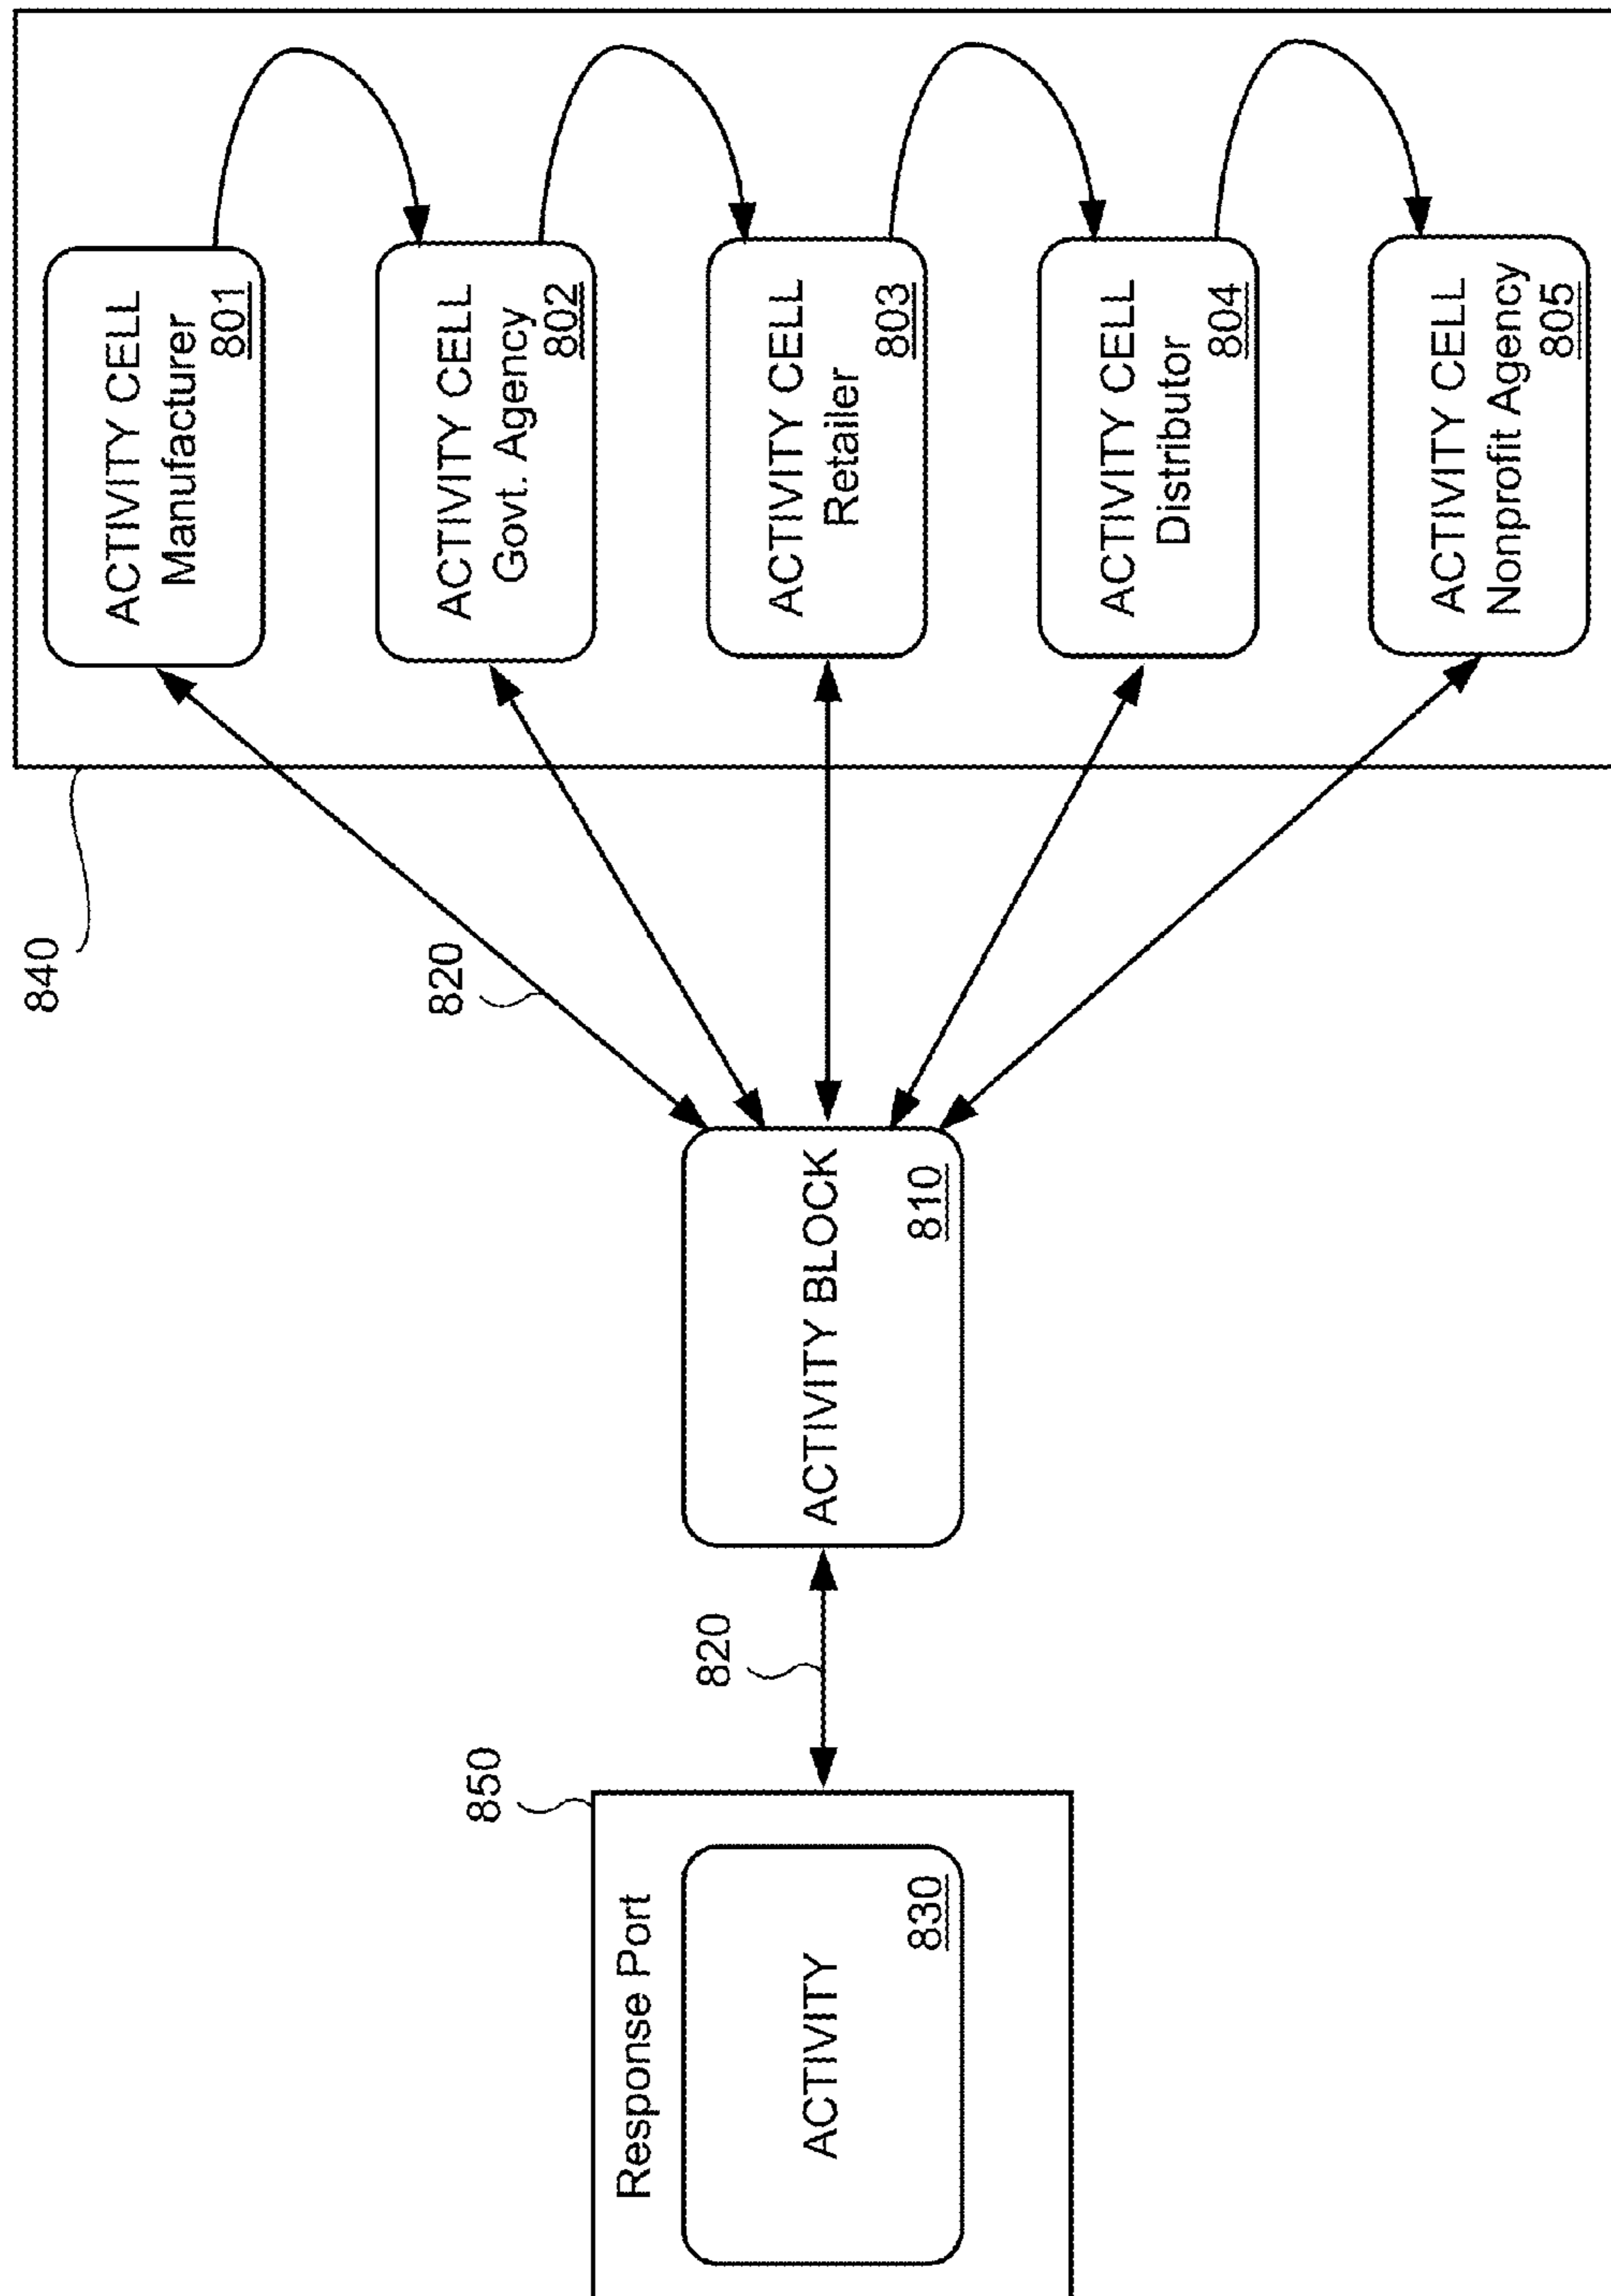 850
Response Port
ACTIVITY
830
820
ACTIVITY BLOCK
810
820
840
ACTIVITY CELL
Manufacturer
801
ACTIVITY CELL
Govt. Agency
802
ACTIVITY CELL
Retailer
803
ACTIVITY CELL
Distributor
804
ACTIVITY CELL
Nonprofit Agency
805